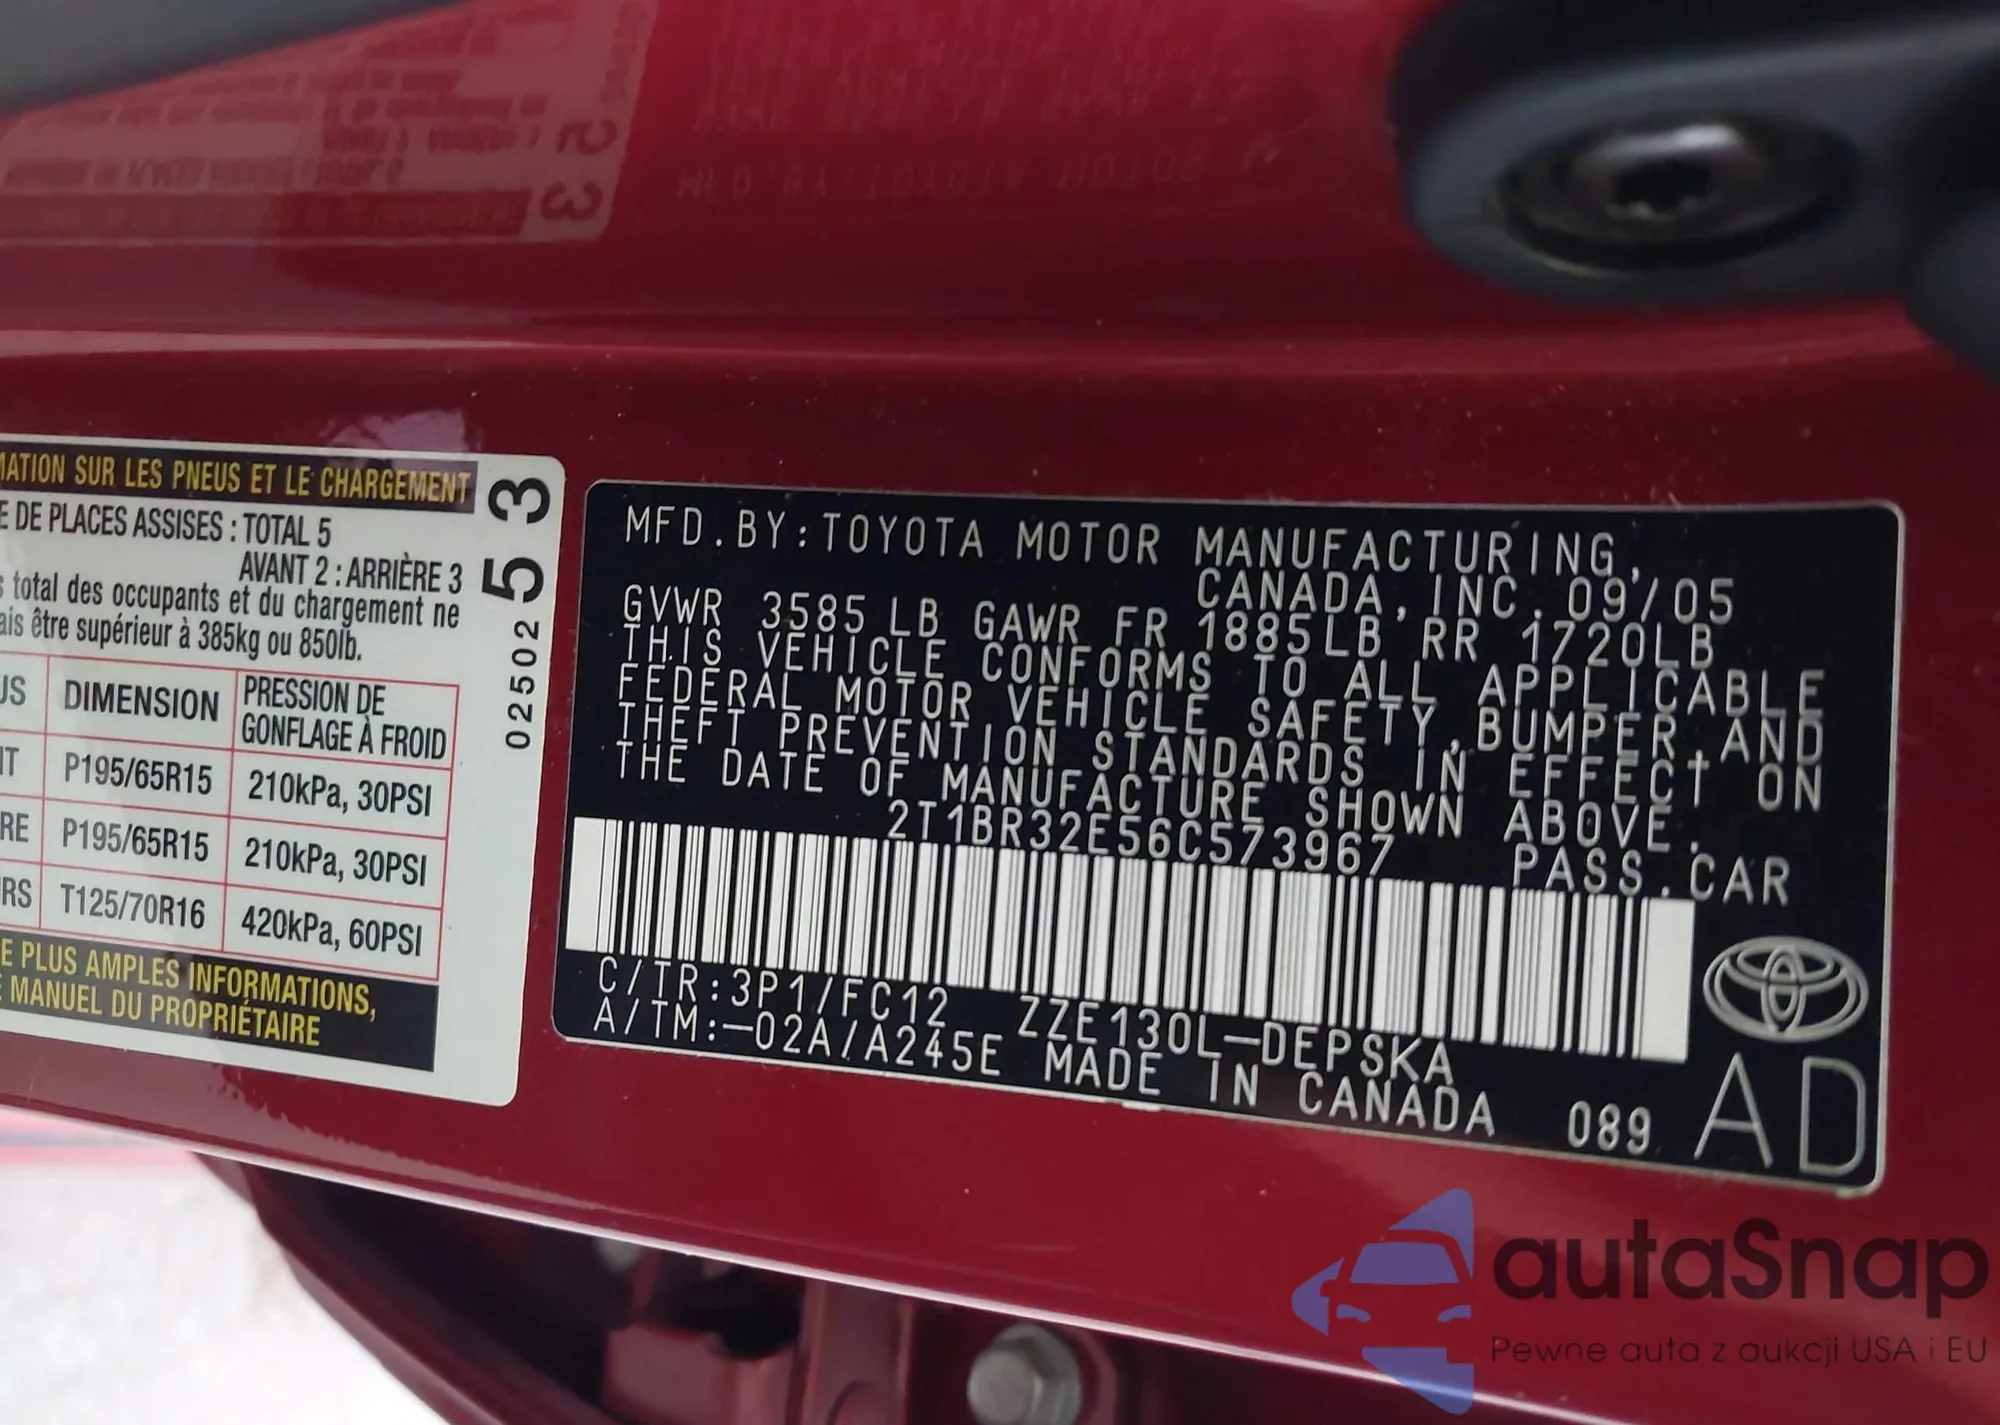 MATION SUR LES PNEUS ET LE CHARGEMENT
E DE PLACES ASSISES : TOTAL 5
AVANT 2 : ARRIÈRE 3
s total des occupants et du chargement ne
ais être supérieur à 385kg ou 850lb.
US DIMENSION PRESSION DE
GONFLAGE À FROID
NT P195/65R15 210kPa, 30PSI
RE P195/65R15 210kPa, 30PSI
RS T125/70R16 420kPa, 60PSI
E PLUS AMPLES INFORMATIONS,
E MANUEL DU PROPRIÉTAIRE
02502 53
MFD.BY:TOYOTA MOTOR MANUFACTURING,
CANADA,INC. 09/05
GVWR 3585LB GAWR FR 1885LB RR 1720LB
THIS VEHICLE CONFORMS TO ALL APPLICABLE
FEDERAL MOTOR VEHICLE SAFETY,BUMPER,AND
THEFT PREVENTION STANDARDS IN EFFECT ON
THE DATE OF MANUFACTURE SHOWN ABOVE.
2T1BR32E56C573967 PASS.CAR
C/TR:3P1/FC12 ZZE130L-DEPSKA
A/TM:-02A/A245E MADE IN CANADA 089
AD
autaSnap
Pewne auta z aukcji USA i EU